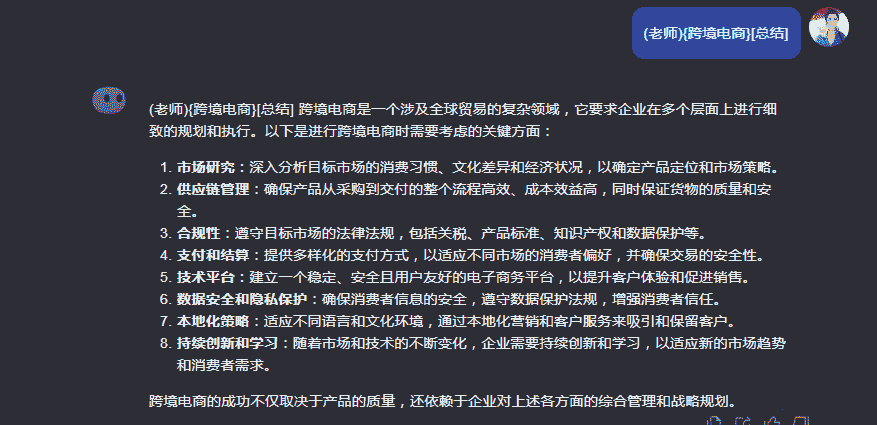 (老师){跨境电商}[总结]
(老师){跨境电商}[总结] 跨境电商是一个涉及全球贸易的复杂领域，它要求企业在多个层面上进行细
致的规划和执行。以下是进行跨境电商时需要考虑的关键方面：
1. 市场研究：深入分析目标市场的消费习惯、文化差异和经济状况，以确定产品定位和市场策略。
2. 供应链管理：确保产品从采购到交付的整个流程高效、成本效益高，同时保证货物的质量和安
全。
3. 合规性：遵守目标市场的法律法规，包括关税、产品标准、知识产权和数据保护等。
4. 支付和结算：提供多样化的支付方式，以适应不同市场的消费者偏好，并确保交易的安全性。
5. 技术平台：建立一个稳定、安全且用户友好的电子商务平台，以提升客户体验和促进销售。
6. 数据安全和隐私保护：确保消费者信息的安全，遵守数据保护法规，增强消费者信任。
7. 本地化策略：适应不同语言和文化环境，通过本地化营销和客户服务来吸引和保留客户。
8. 持续创新和学习：随着市场和技术的不断变化，企业需要持续创新和学习，以适应新的市场趋势
和消费者需求。
跨境电商的成功不仅取决于产品的质量，还依赖于企业对上述各方面的综合管理和战略规划。